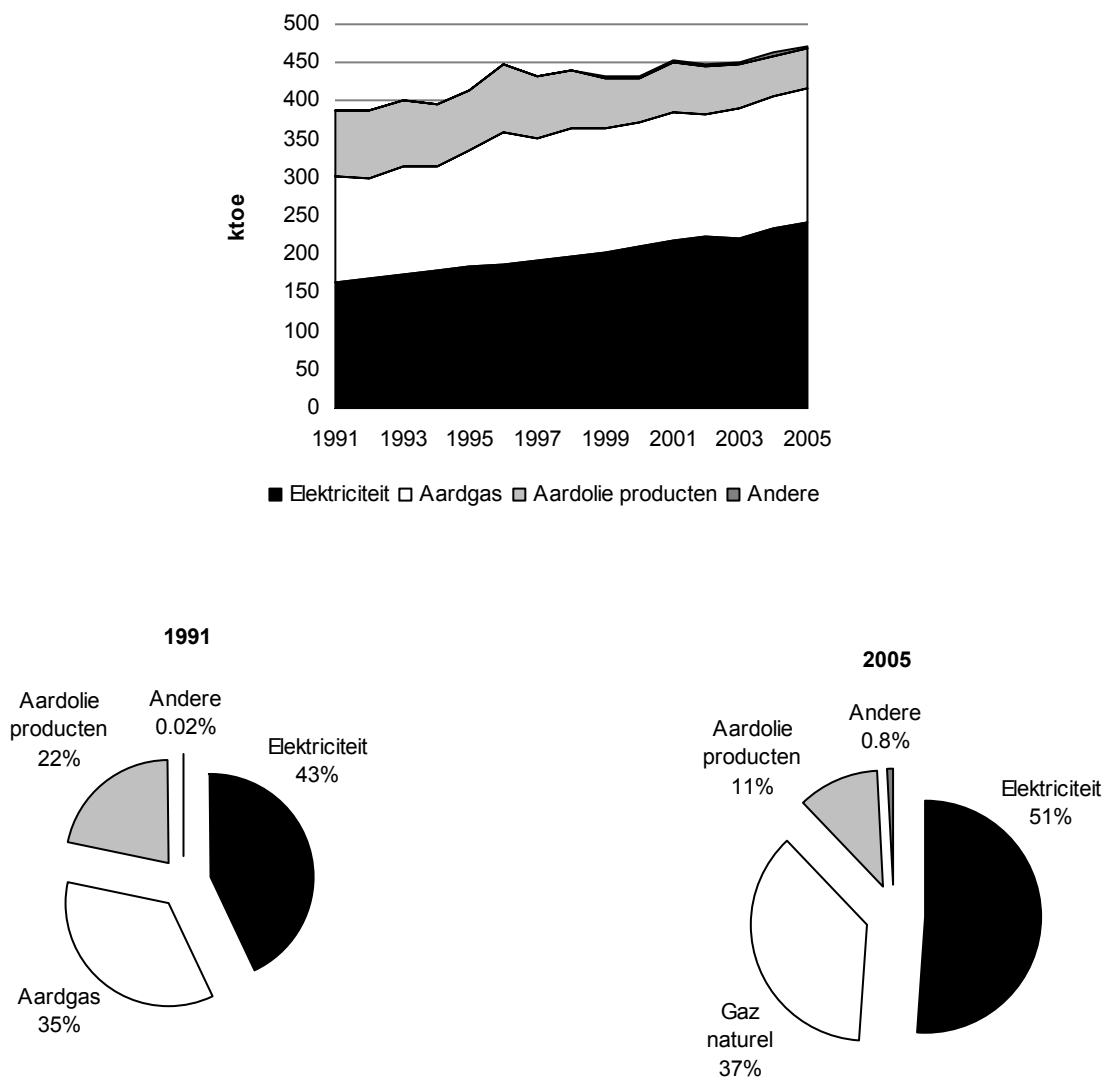 500
450
400
350
300
250
200
150
100
50
0
ktoe
1991 1993 1995 1997 1999 2001 2003 2005
Elektriciteit Aardgas Aardolie producten Andere
1991
Aardolie
producten
22%
Andere
0.02%
Elektriciteit
43%
Aardgas
35%
2005
Aardolie
producten
11%
Andere
0.8%
Elektriciteit
51%
Gaz
naturel
37%